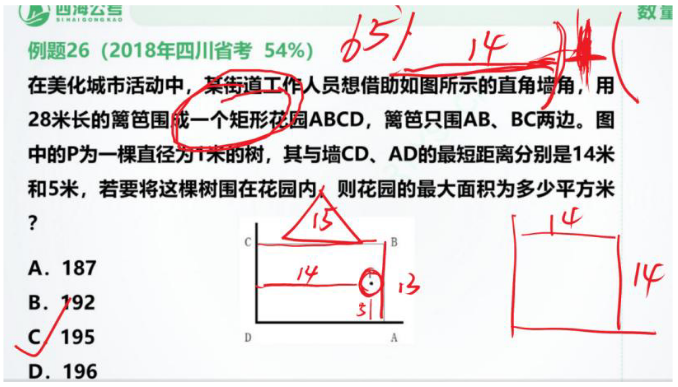 四海公考
SIHAIGONGKAO
数量
例题26（2018年四川省考 54%）
65%
14
在美化城市活动中，某街道工作人员想借助如图所示的直角墙角，用
28米长的篱笆围成一个矩形花园ABCD，篱笆只围AB、BC两边。图
中的P为一棵直径为1米的树，其与墙CD、AD的最短距离分别是14米
和5米，若要将这棵树围在花园内，则花园的最大面积为多少平方米
？
15
14
C
B
14
13
14
5
D
A
A. 187
B. 192
C. 195
D. 196